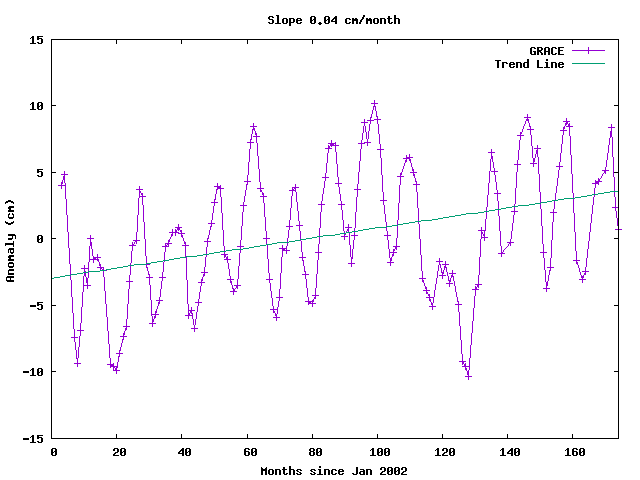 Slope 0.04 cm/month
GRACE
Trend Line
15
10
5
0
-5
-10
-15
Anomaly (cm)
0 20 40 60 80 100 120 140 160
Months since Jan 2002